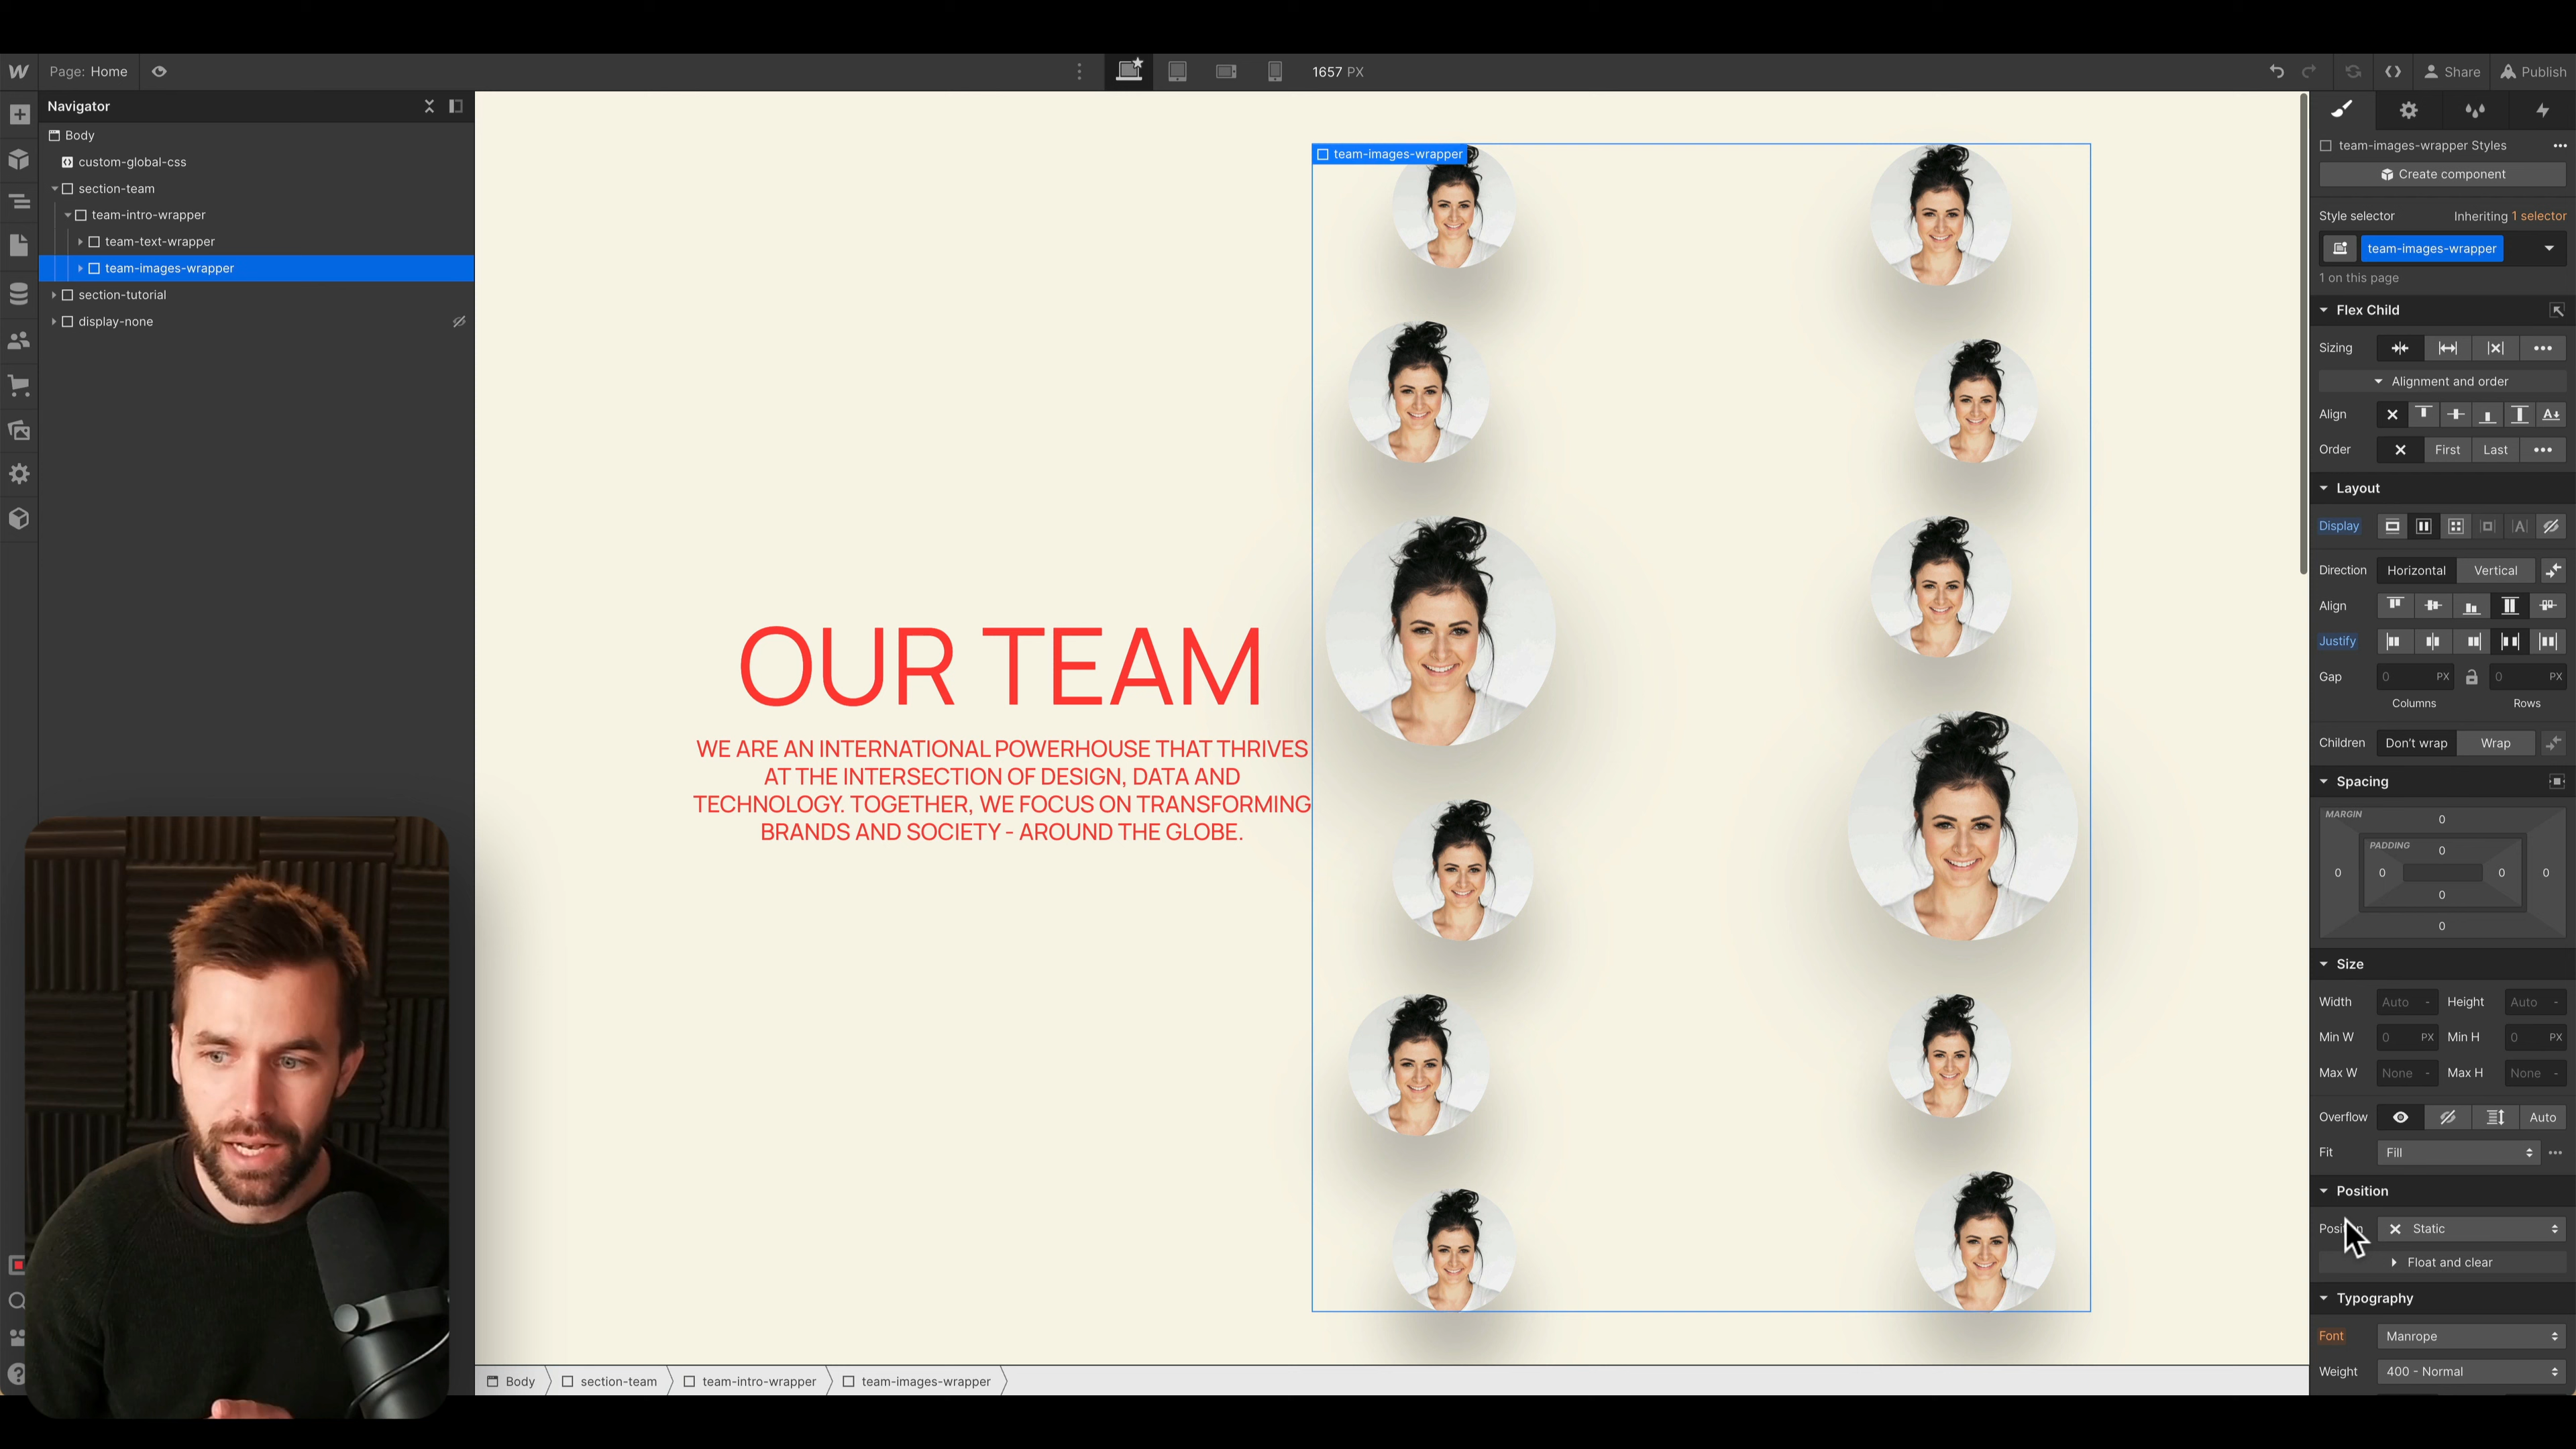 W
Page: Home
1657 PX
Share
Publish
Navigator
Body
custom-global-css
section-team
team-intro-wrapper
team-text-wrapper
team-images-wrapper
section-tutorial
display-none
team-images-wrapper
OUR TEAM
WE ARE AN INTERNATIONAL POWERHOUSE THAT THRIVES
AT THE INTERSECTION OF DESIGN, DATA AND
TECHNOLOGY. TOGETHER, WE FOCUS ON TRANSFORMING
BRANDS AND SOCIETY - AROUND THE GLOBE.
team-images-wrapper Styles
Create component
Style selector Inheriting 1 selector
team-images-wrapper
1 on this page
Flex Child
Sizing
Alignment and order
Align
Order First Last
Layout
Display
Direction Horizontal Vertical
Align
Justify
Gap 0 PX 0 PX
Columns Rows
Children Don't wrap Wrap
Spacing
MARGIN
0
PADDING
0
0 0 0 0
0
0
Size
Width Auto - Height Auto -
Min W 0 PX Min H 0 PX
Max W None - Max H None -
Overflow Auto
Fit Fill
Position
Static
Float and clear
Typography
Font Manrope
Weight 400 - Normal
Body section-team team-intro-wrapper team-images-wrapper